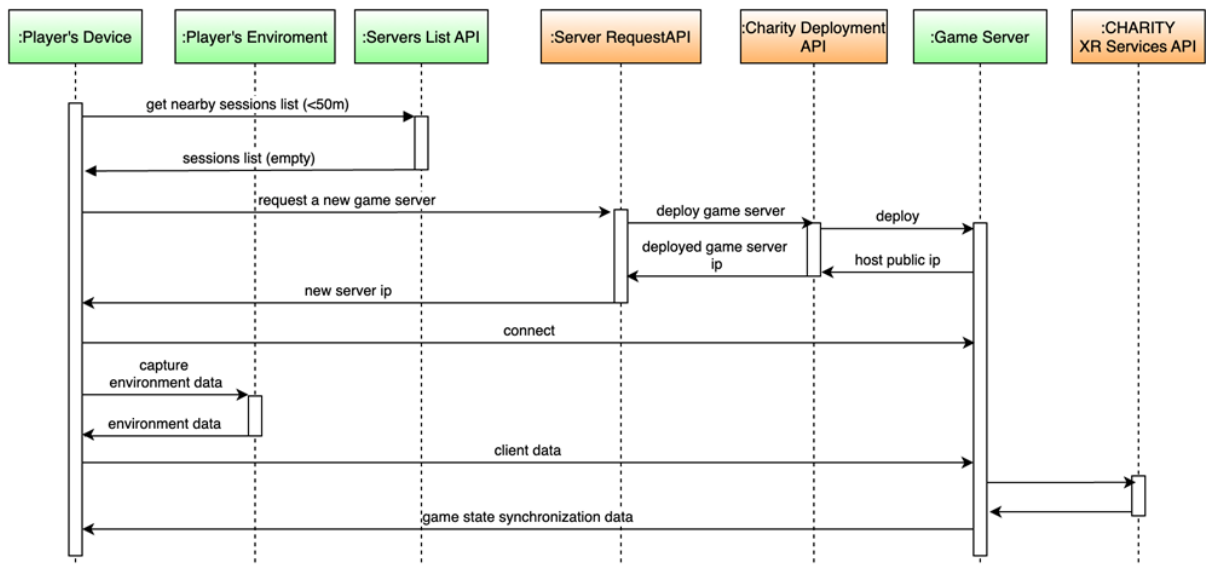 :Player's Device
:Player's Enviroment
:Servers List API
:Server RequestAPI
:Charity Deployment
API
:Game Server
:CHARITY
XR Services API
get nearby sessions list (<50m)
sessions list (empty)
request a new game server
deploy game server
deploy
deployed game server
ip
host public ip
new server ip
connect
capture
environment data
environment data
client data
game state synchronization data